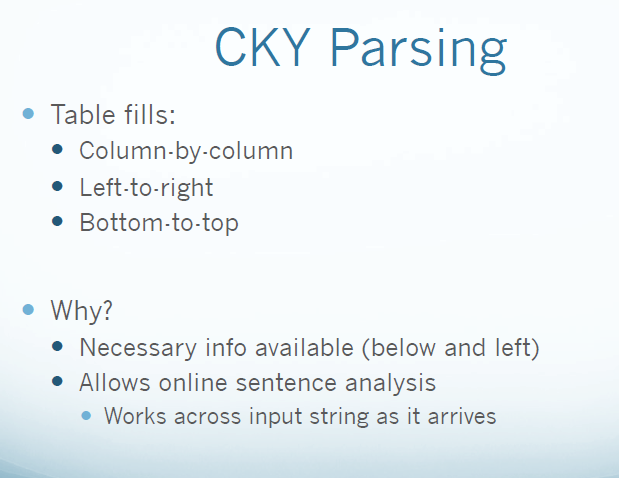 CKY Parsing
Table fills:
Column-by-column
Left-to-right
Bottom-to-top
Why?
Necessary info available (below and left)
Allows online sentence analysis
Works across input string as it arrives